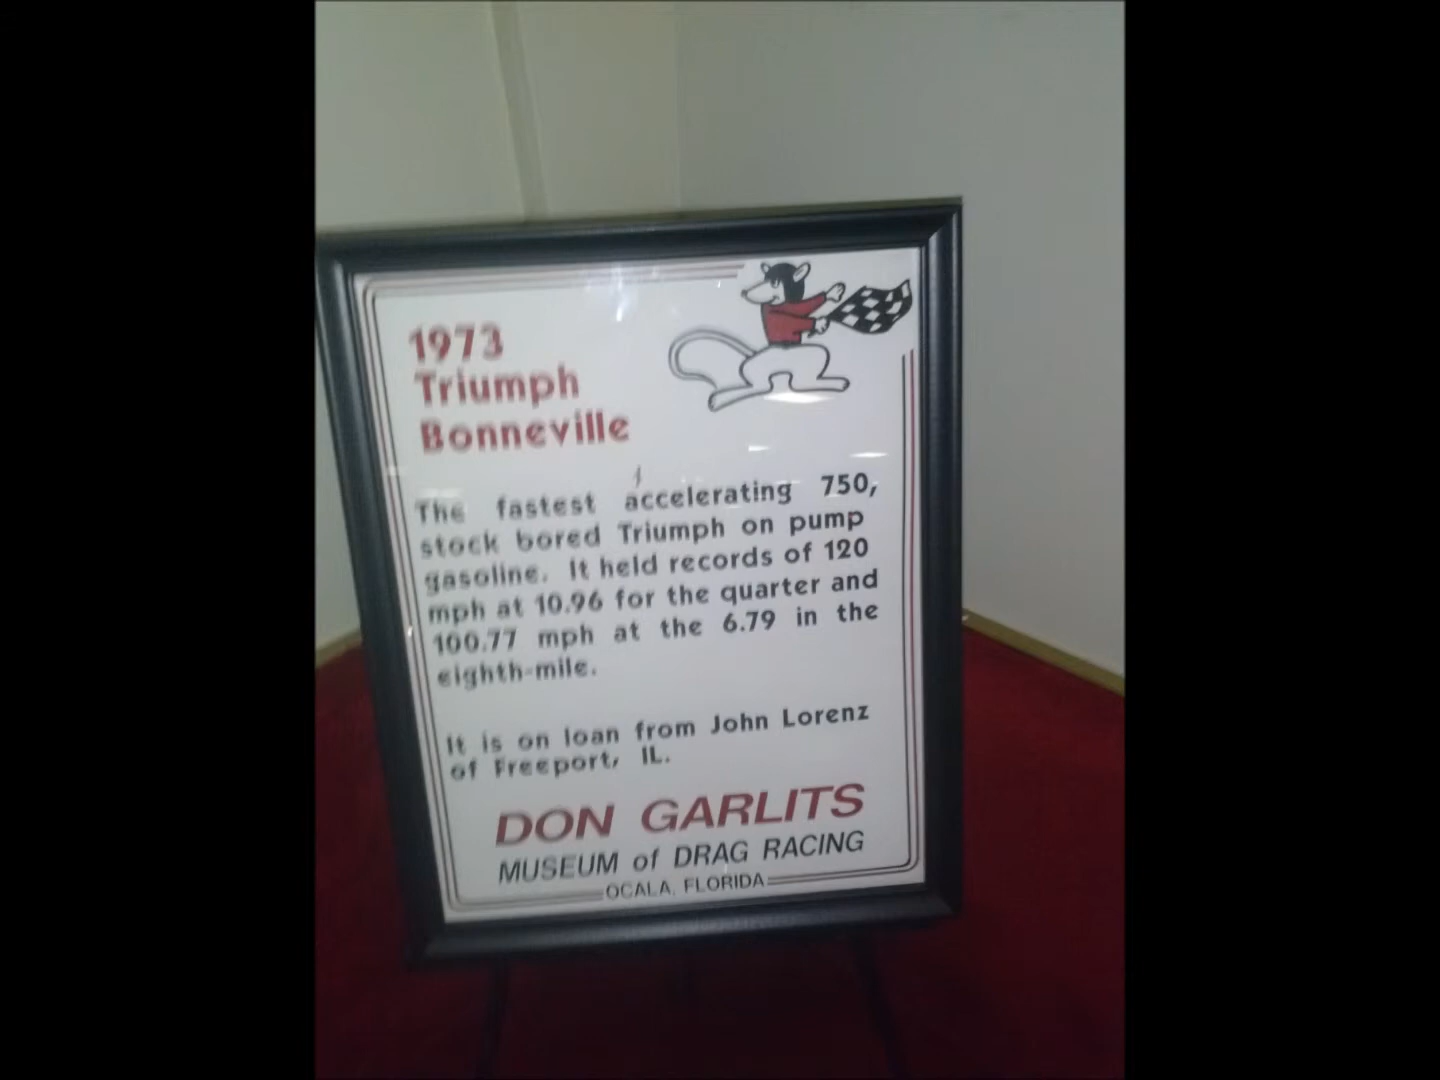 1973
Triumph
Bonneville
The fastest accelerating 750,
stock bored Triumph on pump
gasoline. It held records of 120
mph at 10.96 for the quarter and
100.77 mph at the 6.79 in the
eighth-mile.
It is on loan from John Lorenz
of Freeport, IL.
DON GARLITS
MUSEUM of DRAG RACING
OCALA, FLORIDA